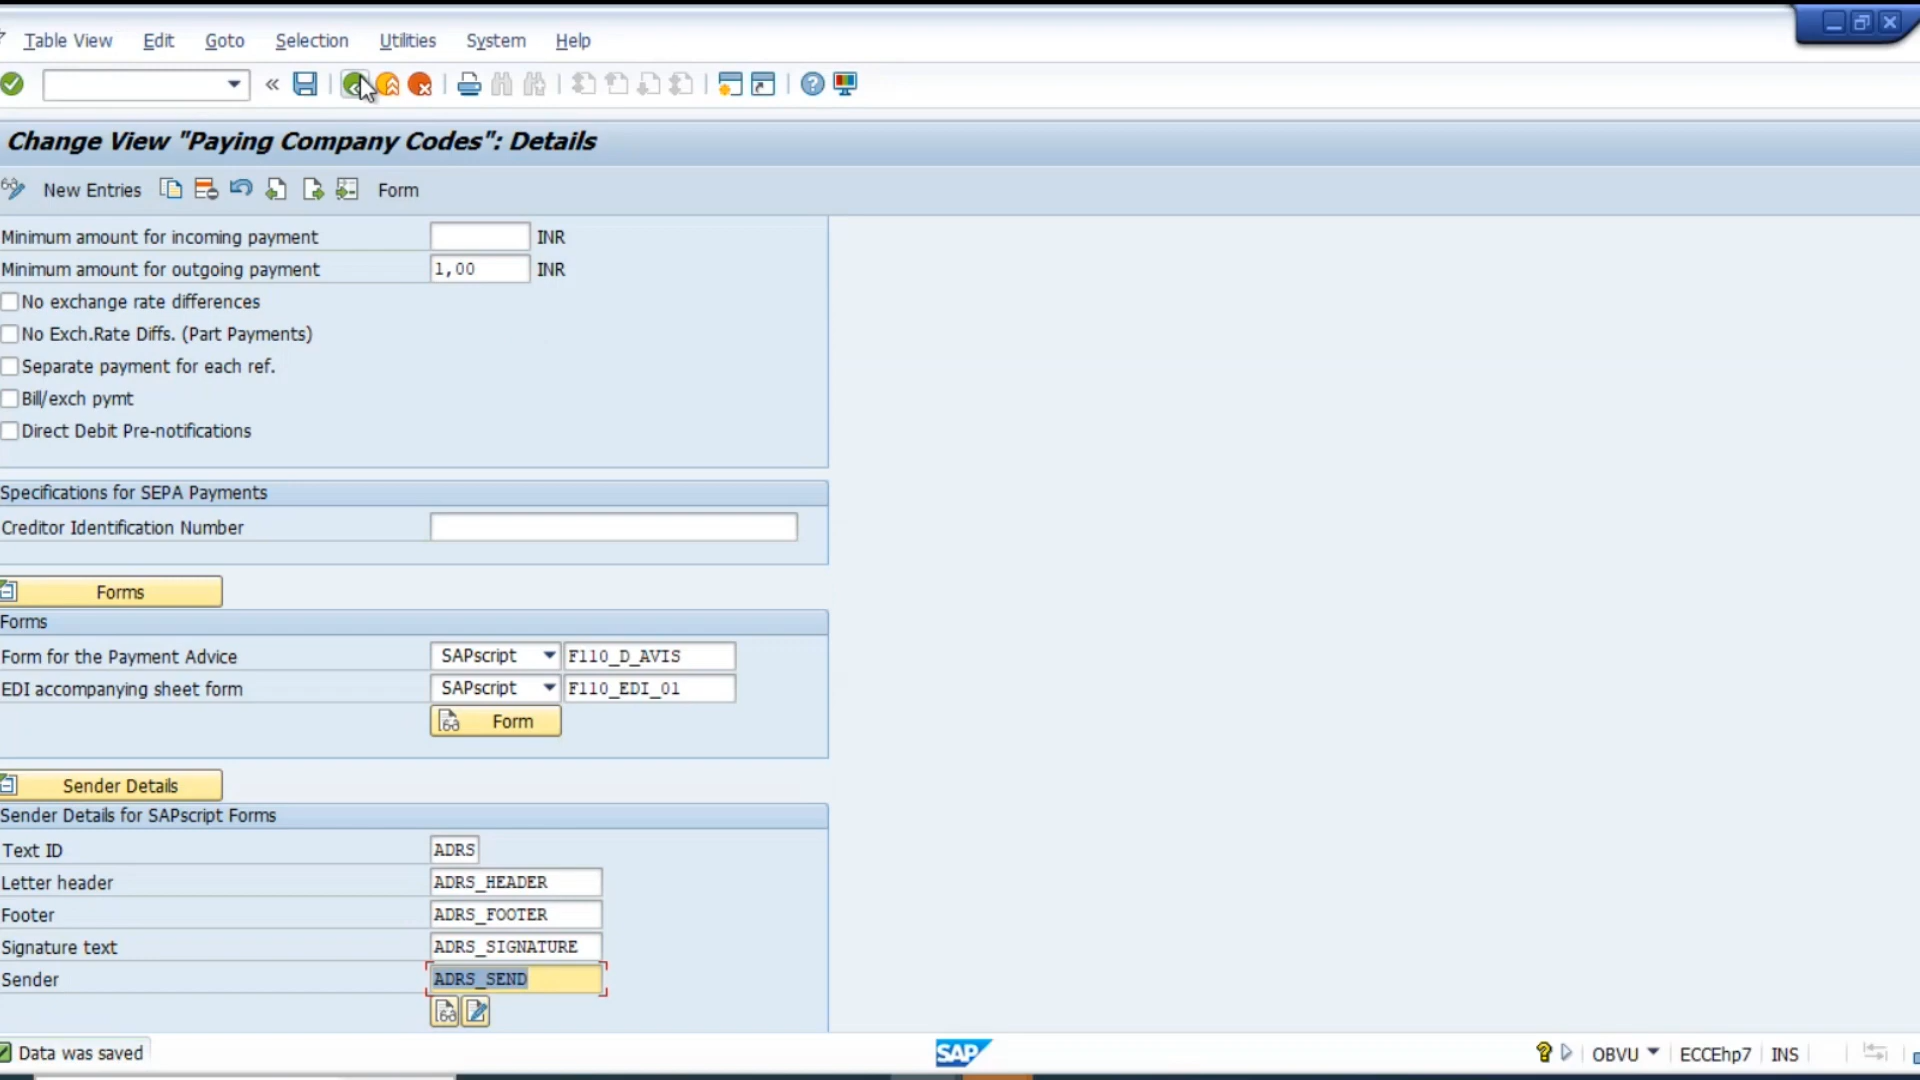 Table View Edit Goto Selection Utilities System Help
Change View "Paying Company Codes": Details
New Entries Form
Minimum amount for incoming payment INR
Minimum amount for outgoing payment 1,00 INR
No exchange rate differences
No Exch.Rate Diffs. (Part Payments)
Separate payment for each ref.
Bill/exch pymt
Direct Debit Pre-notifications
Specifications for SEPA Payments
Creditor Identification Number
Forms
Forms
Form for the Payment Advice SAPscript F110_D_AVIS
EDI accompanying sheet form SAPscript F110_EDI_01
Form
Sender Details
Sender Details for SAPscript Forms
Text ID ADRS
Letter header ADRS_HEADER
Footer ADRS_FOOTER
Signature text ADRS_SIGNATURE
Sender ADRS_SEND
Data was saved SAP OBVU ECCEhp7 INS